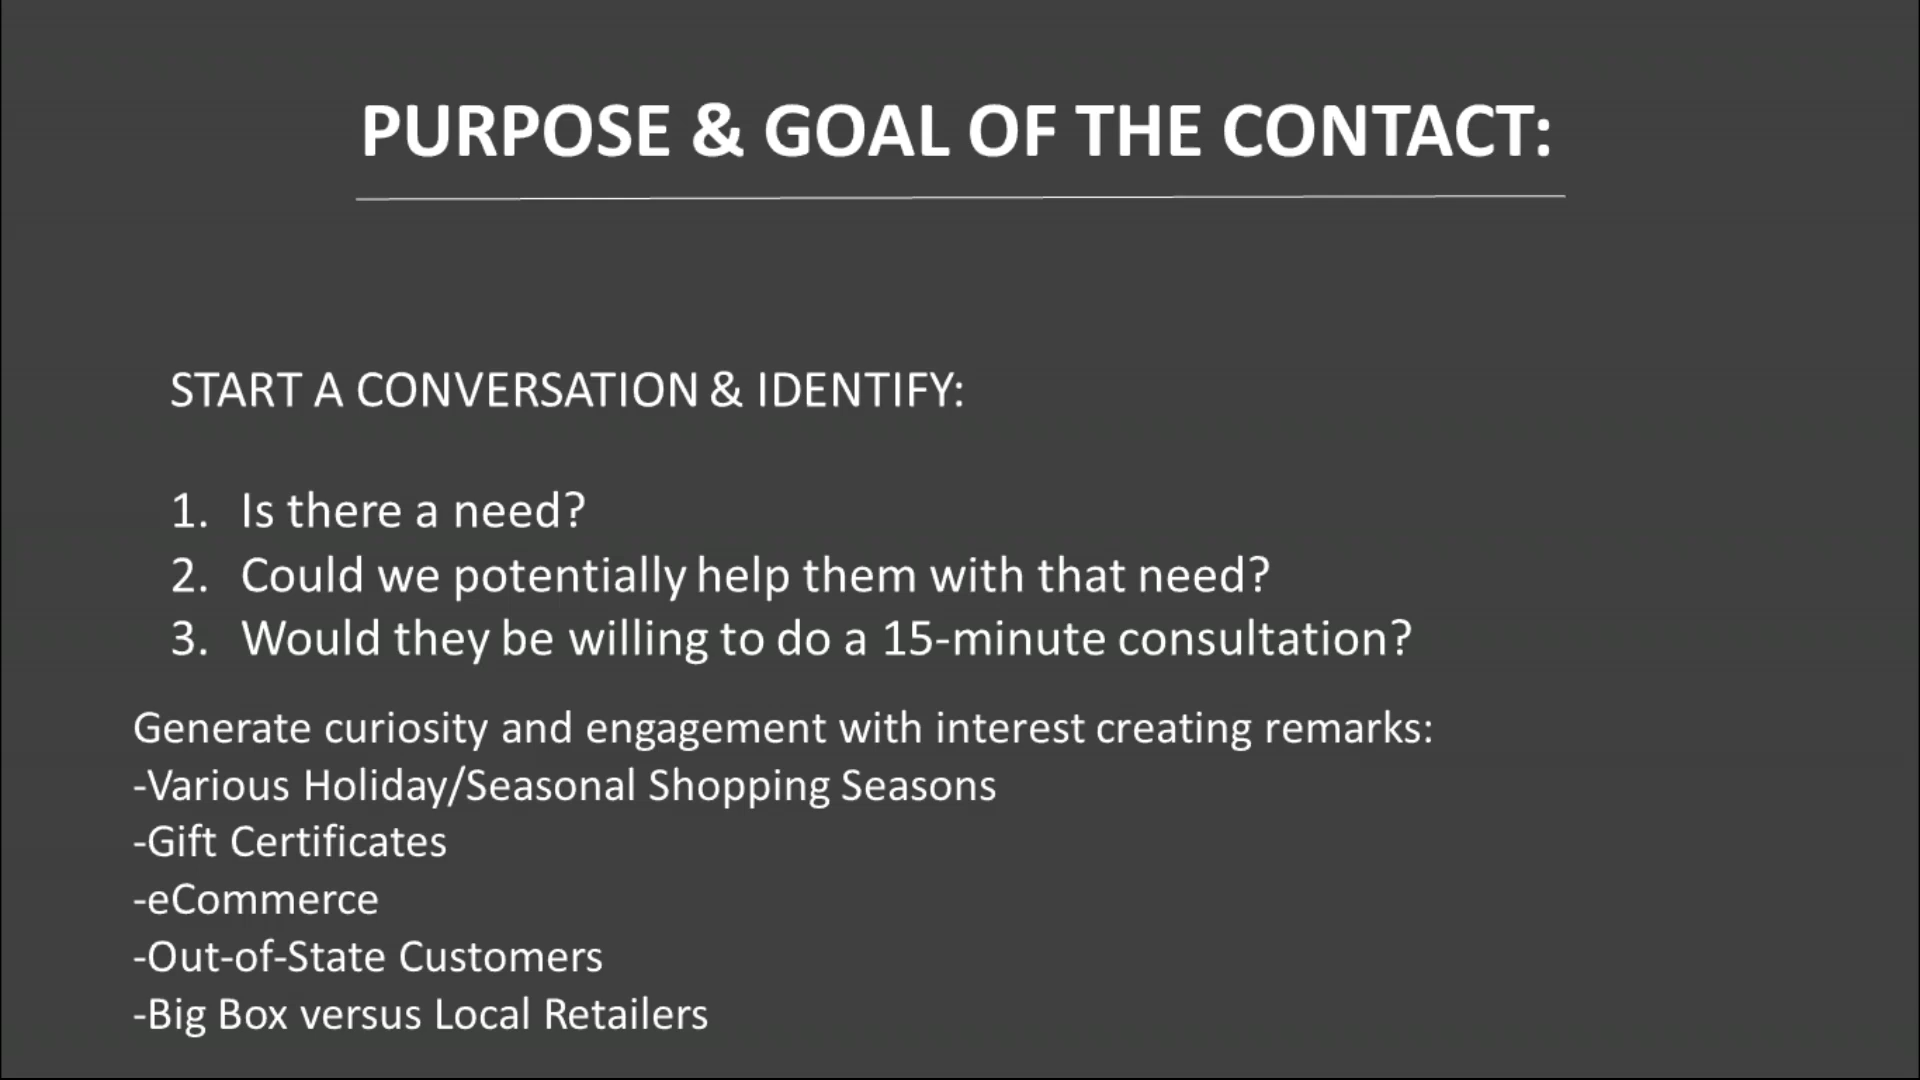 PURPOSE & GOAL OF THE CONTACT:
START A CONVERSATION & IDENTIFY:
1. Is there a need?
2. Could we potentially help them with that need?
3. Would they be willing to do a 15-minute consultation?
Generate curiosity and engagement with interest creating remarks:
-Various Holiday/Seasonal Shopping Seasons
-Gift Certificates
-eCommerce
-Out-of-State Customers
-Big Box versus Local Retailers